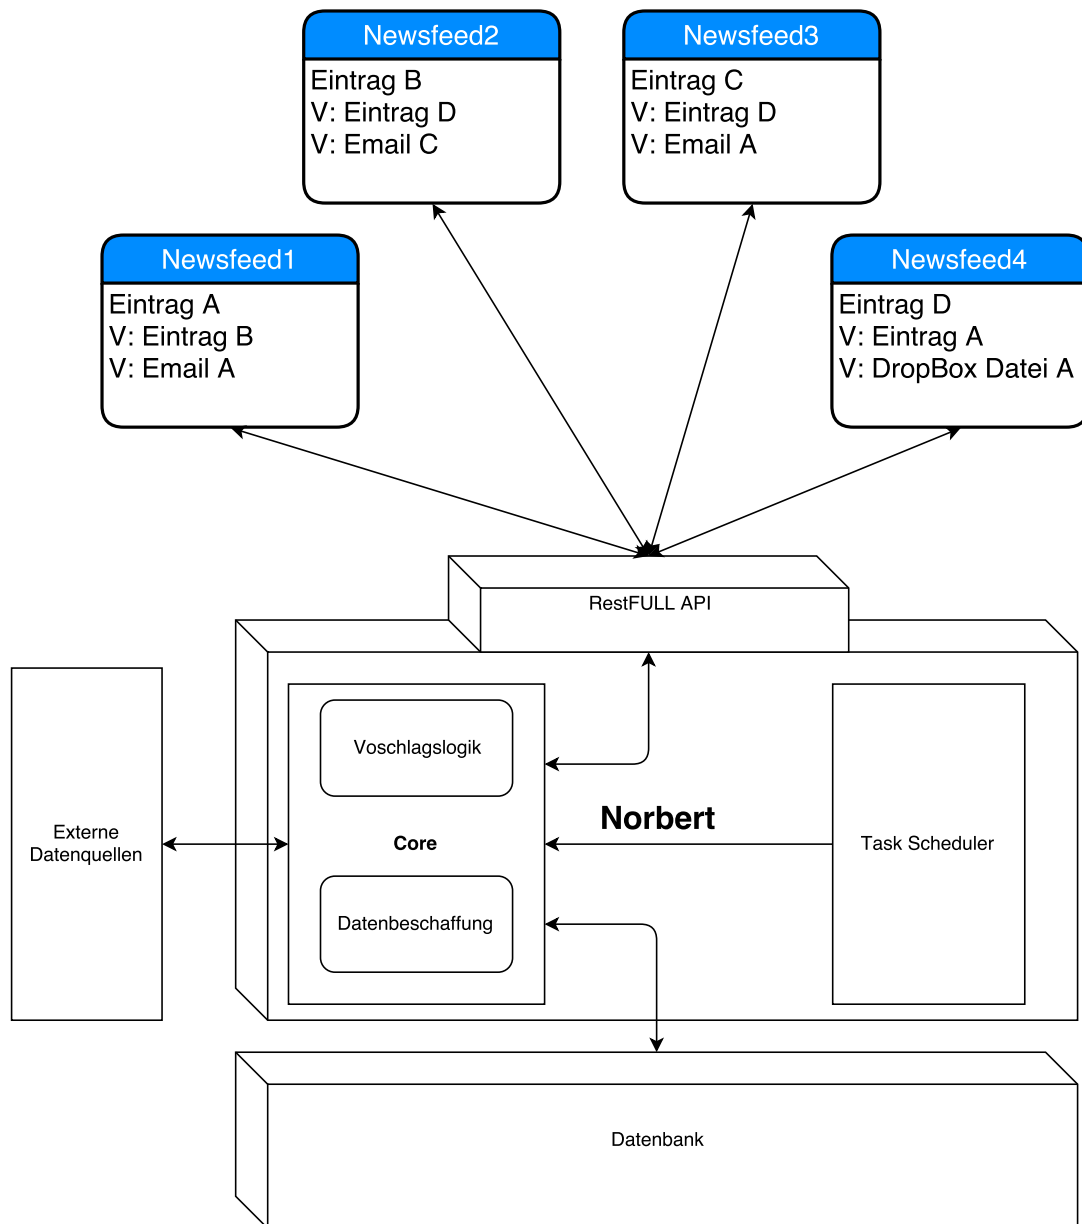 Newsfeed2
Eintrag B
V: Eintrag D
V: Email C
Newsfeed3
Eintrag C
V: Eintrag D
V: Email A
Newsfeed1
Eintrag A
V: Eintrag B
V: Email A
Newsfeed4
Eintrag D
V: Eintrag A
V: DropBox Datei A
RestFULL API
Voschlagslogik
Norbert
Externe
Datenquellen
Core
Task Scheduler
Datenbeschaffung
Datenbank